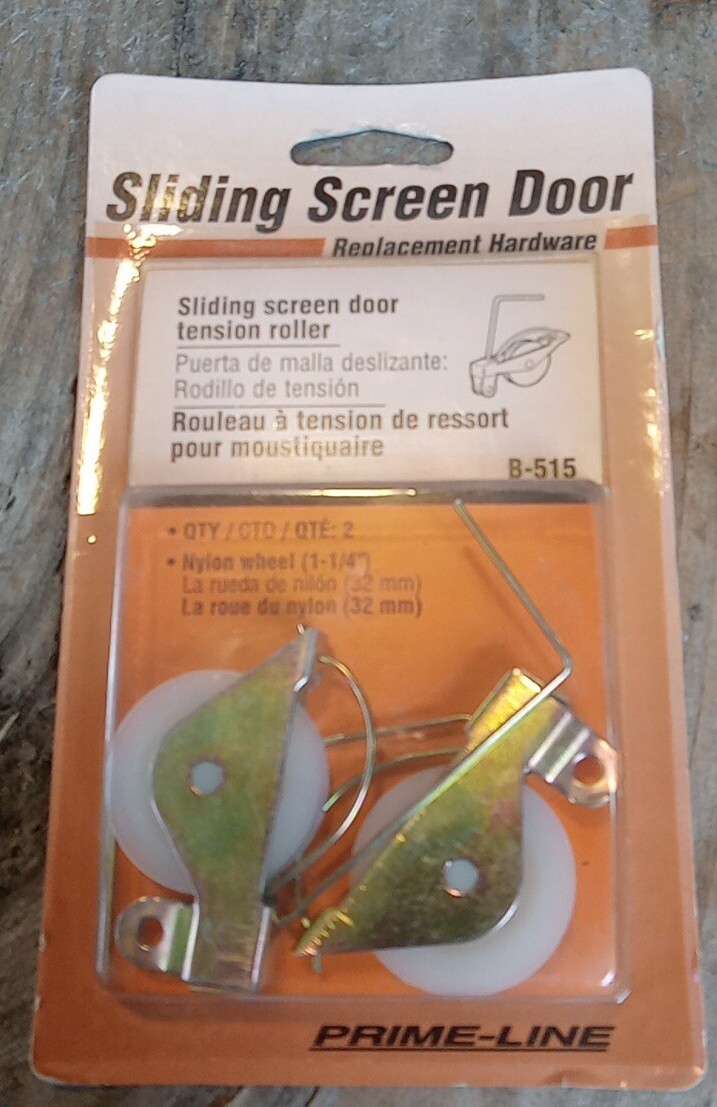 Sliding Screen Door
Replacement Hardware
Sliding screen door
tension roller
Puerta de malla deslizante:
Rodillo de tensión
Rouleau à tension de ressort
pour moustiquaire
B-515
• QTY / CTD / QTÉ: 2
• Nylon wheel (1-1/4")
La rueda de nilón (32 mm)
La roue du nylon (32 mm)
PRIME-LINE